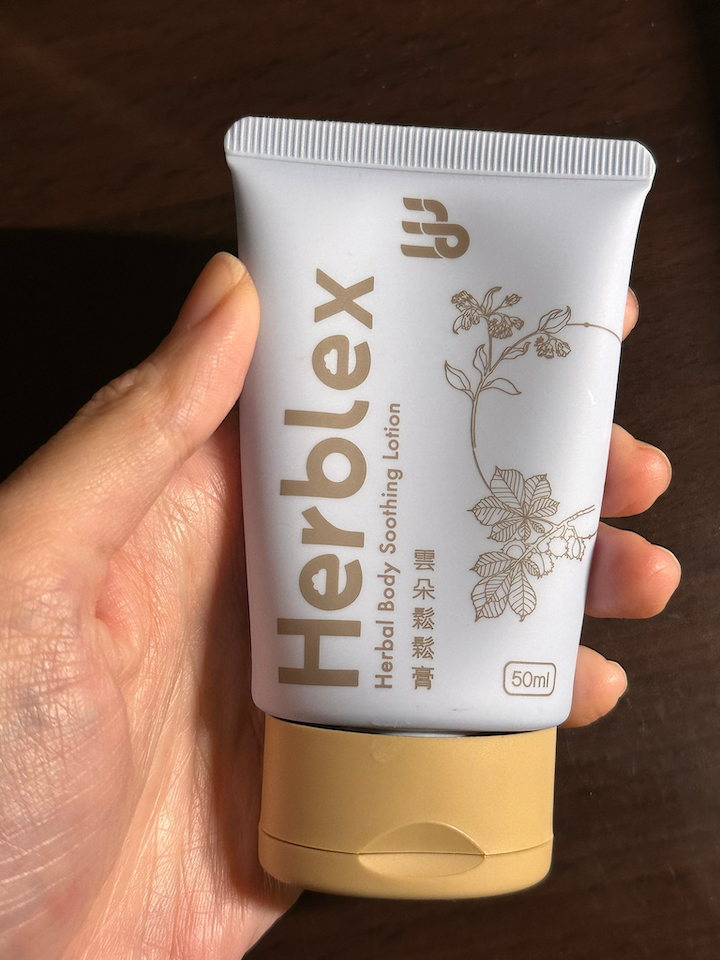 Herblex
Herbal Body Soothing Lotion
雲朵鬆鬆膏
50ml